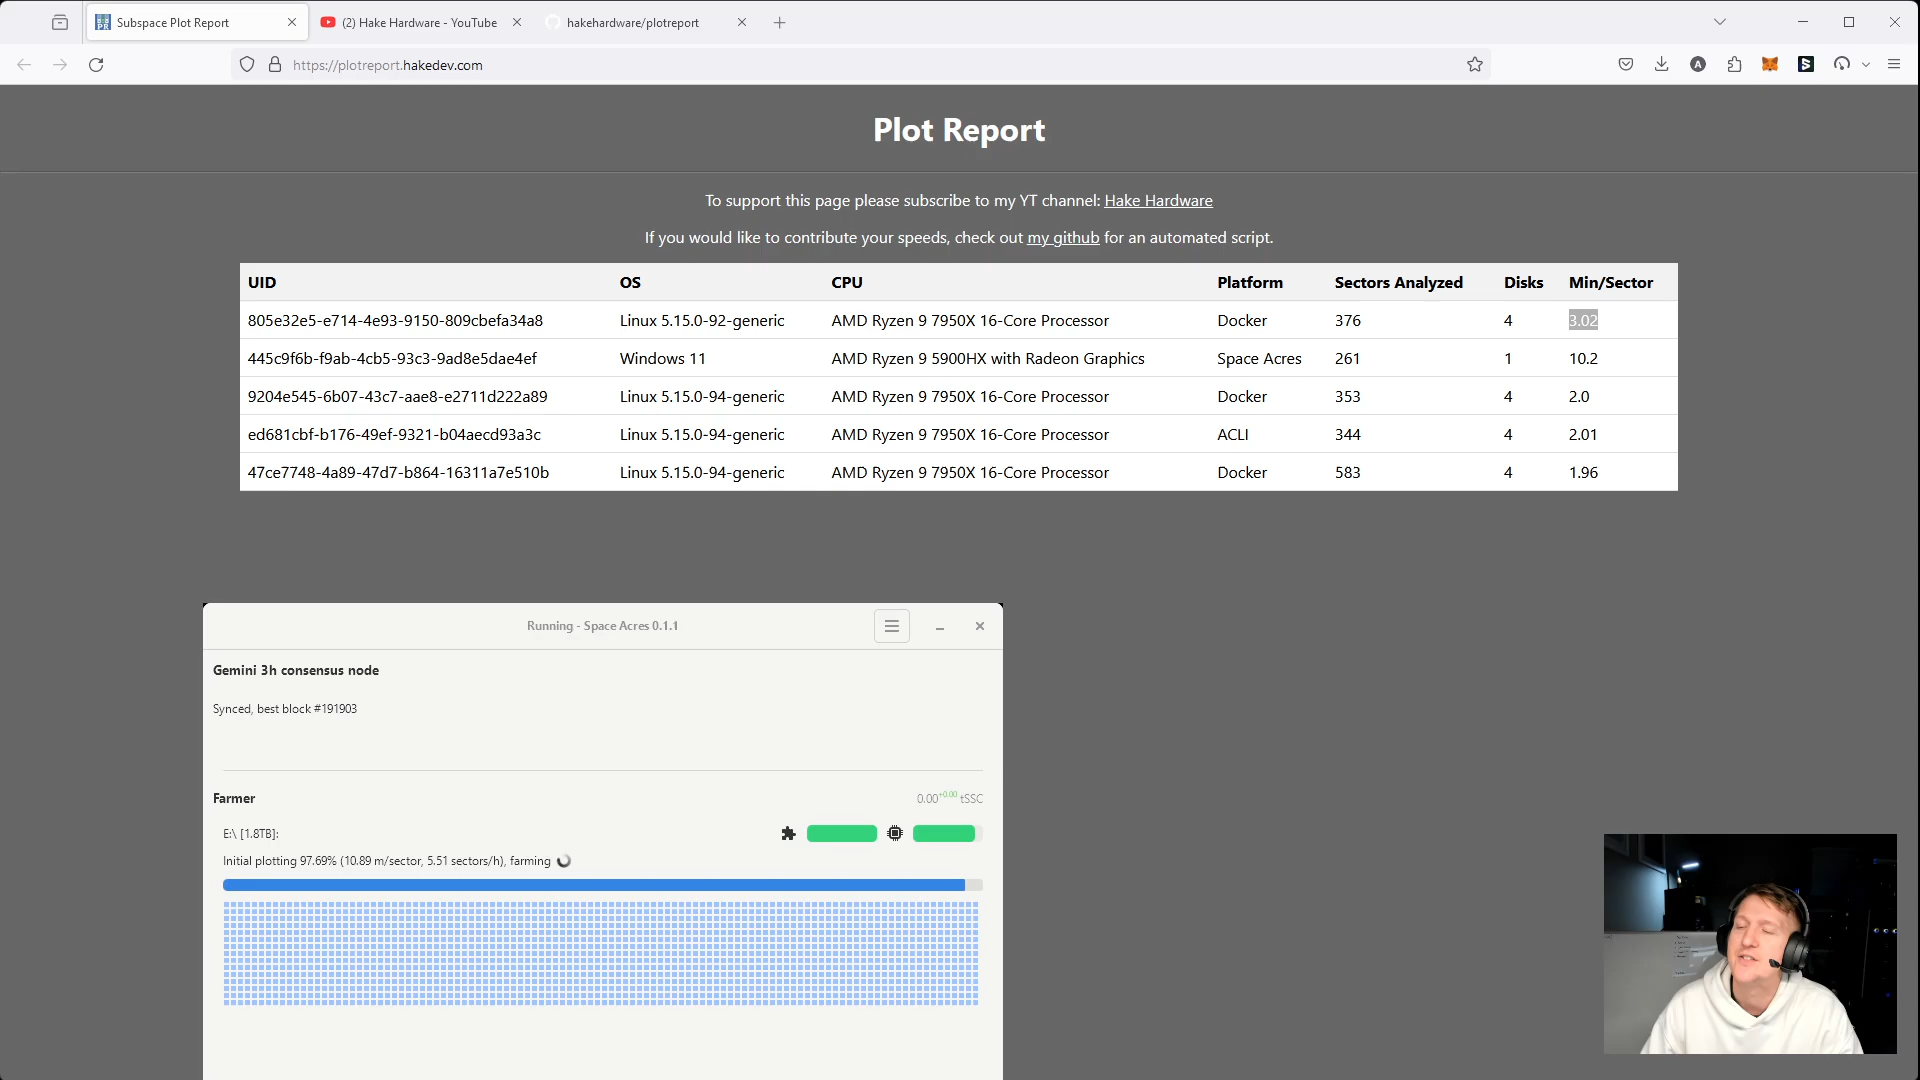 Subspace Plot Report
(2) Hake Hardware - YouTube
hakehardware/plotreport
https://plotreport.hakedev.com
Plot Report
To support this page please subscribe to my YT channel: Hake Hardware
If you would like to contribute your speeds, check out my github for an automated script.
UID OS CPU Platform Sectors Analyzed Disks Min/Sector
805e32e5-e714-4e93-9150-809cbefa34a8 Linux 5.15.0-92-generic AMD Ryzen 9 7950X 16-Core Processor Docker 376 4 3.02
445c9f6b-f9ab-4cb5-93c3-9ad8e5dae4ef Windows 11 AMD Ryzen 9 5900HX with Radeon Graphics Space Acres 261 1 10.2
9204e545-6b07-43c7-aae8-e2711d222a89 Linux 5.15.0-94-generic AMD Ryzen 9 7950X 16-Core Processor Docker 353 4 2.0
ed681cbf-b176-49ef-9321-b04aecd93a3c Linux 5.15.0-94-generic AMD Ryzen 9 7950X 16-Core Processor ACLI 344 4 2.01
47ce7748-4a89-47d7-b864-16311a7e510b Linux 5.15.0-94-generic AMD Ryzen 9 7950X 16-Core Processor Docker 583 4 1.96
Running - Space Acres 0.1.1
Gemini 3h consensus node
Synced, best block #191903
Farmer
0.00+0.00 tSSC
E:\ [1.8TB]:
Initial plotting 97.69% (10.89 m/sector, 5.51 sectors/h), farming